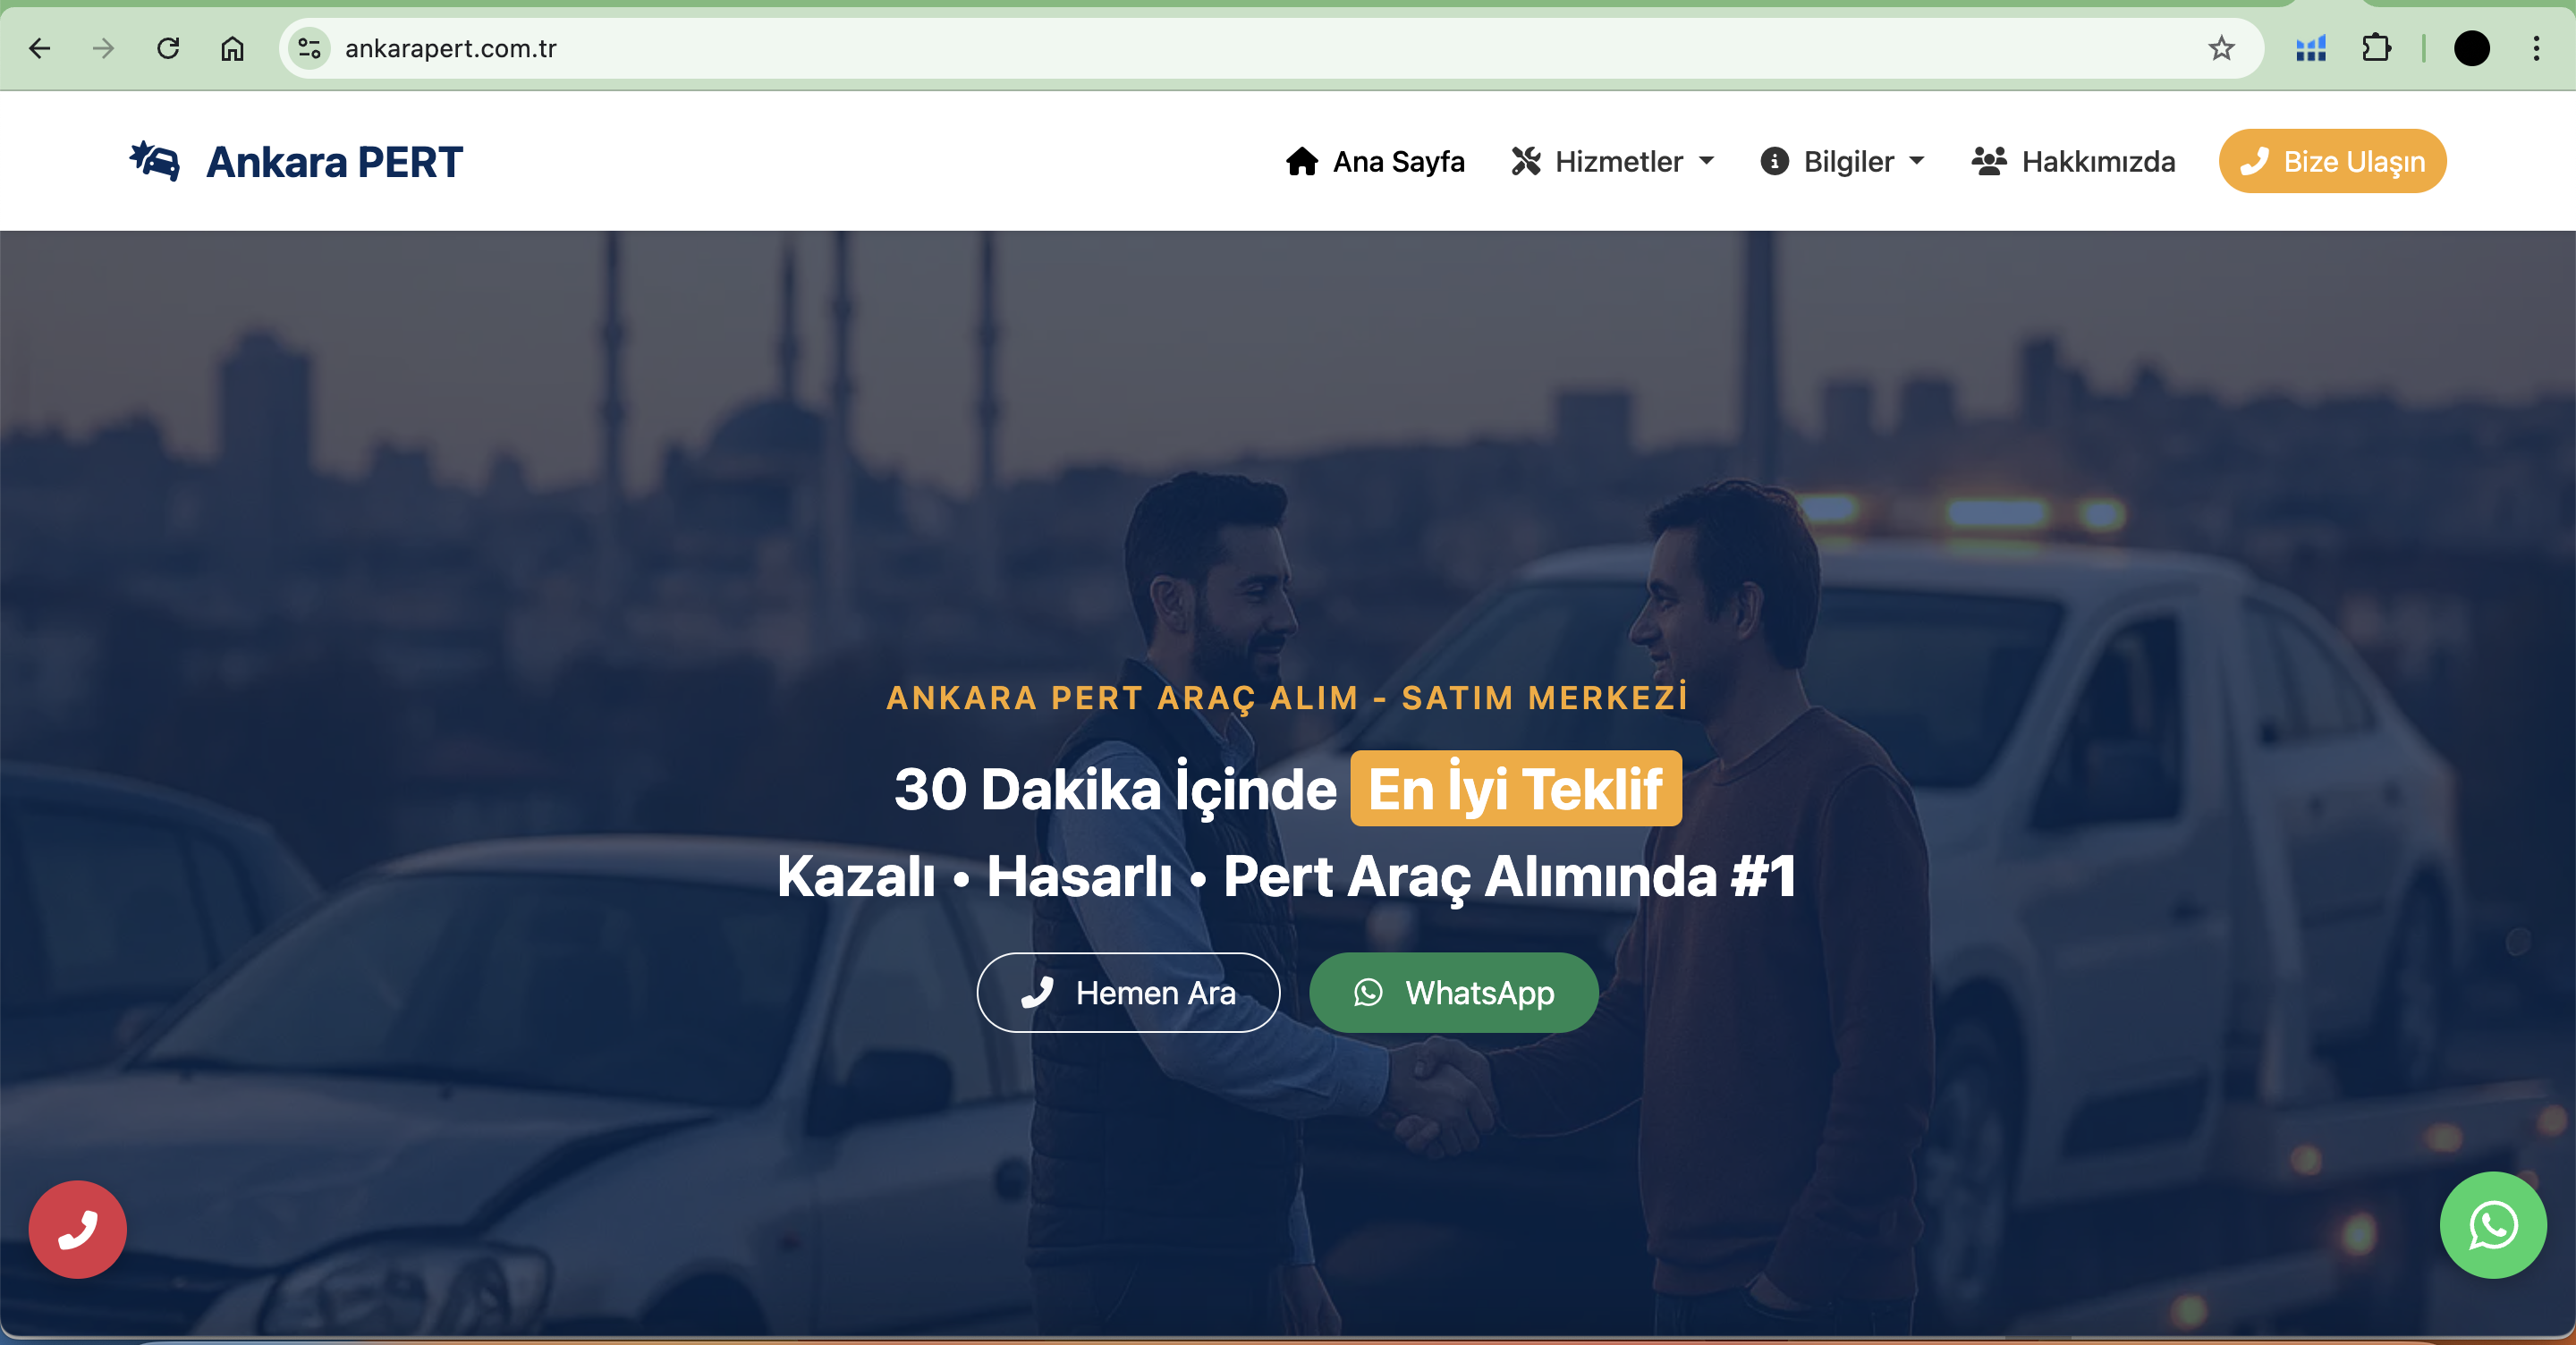 ankarapert.com.tr
Ankara PERT
Ana Sayfa
Hizmetler
Bilgiler
Hakkımızda
Bize Ulaşın
ANKARA PERT ARAÇ ALIM - SATIM MERKEZİ
30 Dakika İçinde En İyi Teklif
Kazalı • Hasarlı • Pert Araç Alımında #1
Hemen Ara
WhatsApp